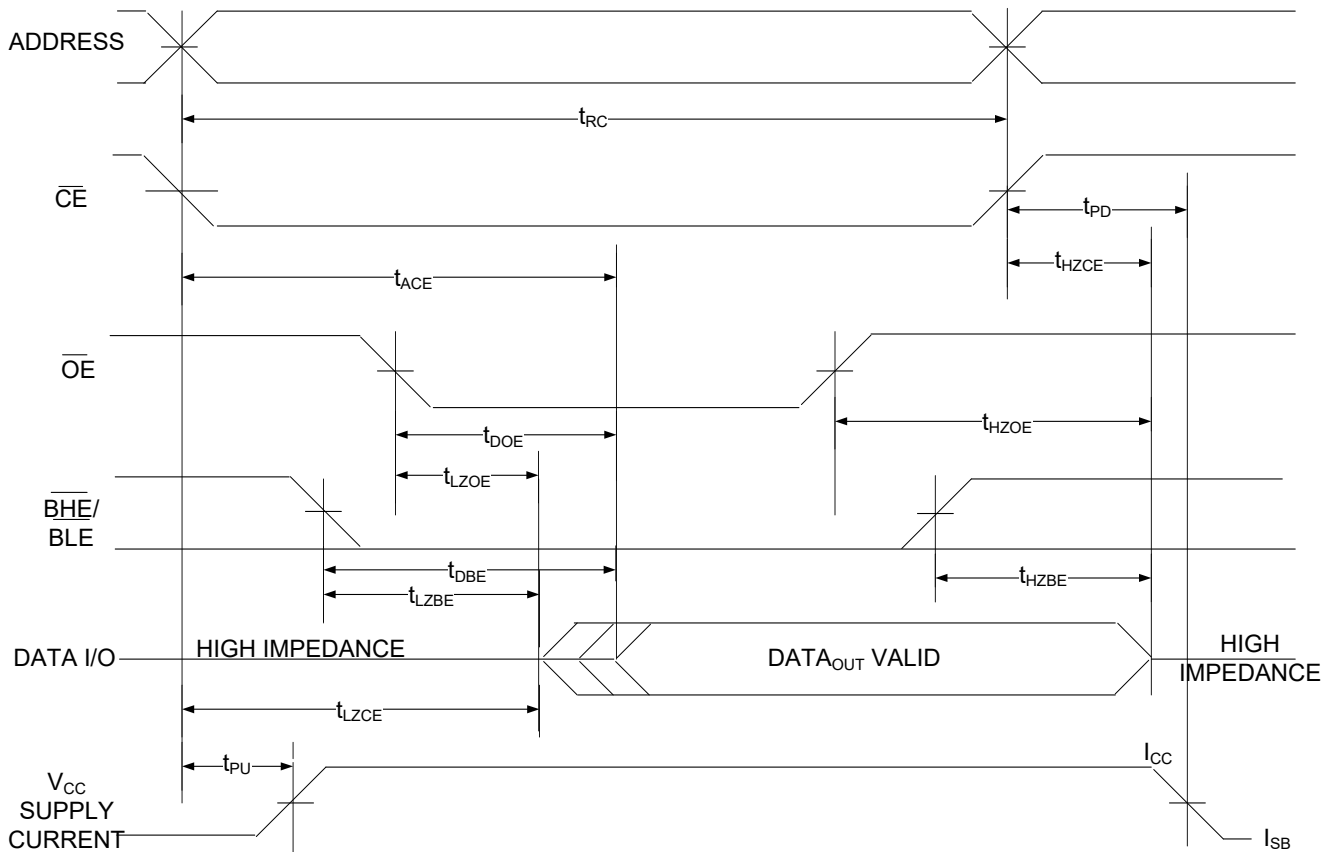 ADDRESS
tRC
CE
tPD
tHZCE
tACE
OE
tHZOE
tDOE
tLZOE
BHE/
BLE
tDBE
tHZBE
tLZBE
DATA I/O
HIGH IMPEDANCE
DATAOUT VALID
HIGH
IMPEDANCE
tLZCE
tPU
ICC
VCC
SUPPLY
CURRENT
ISB